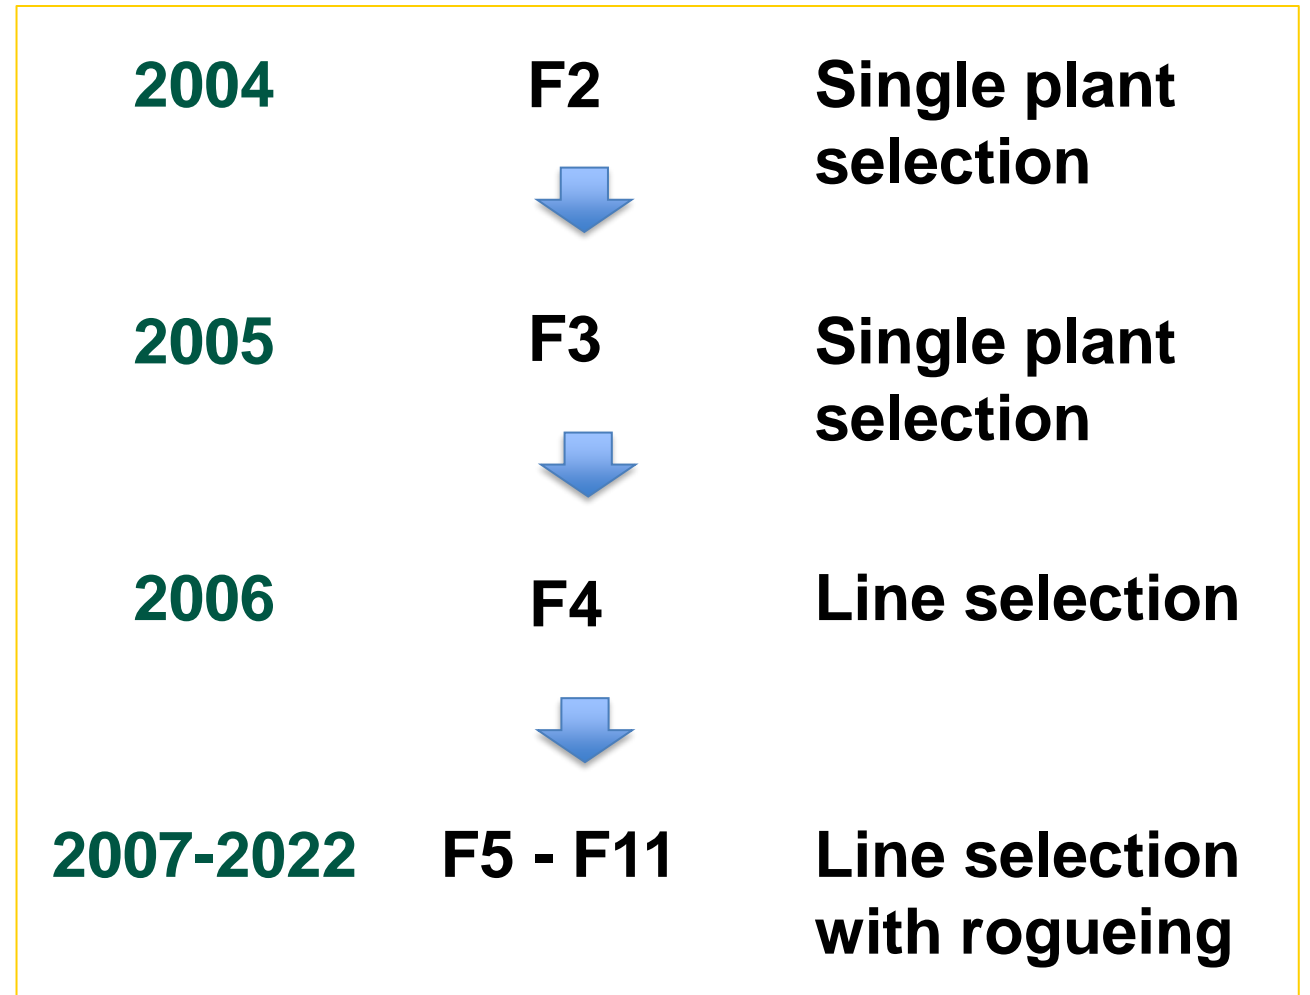 2004 F2 Single plant
selection
2005 F3 Single plant
selection
2006 F4 Line selection
2007-2022 F5 - F11 Line selection
with rogueing